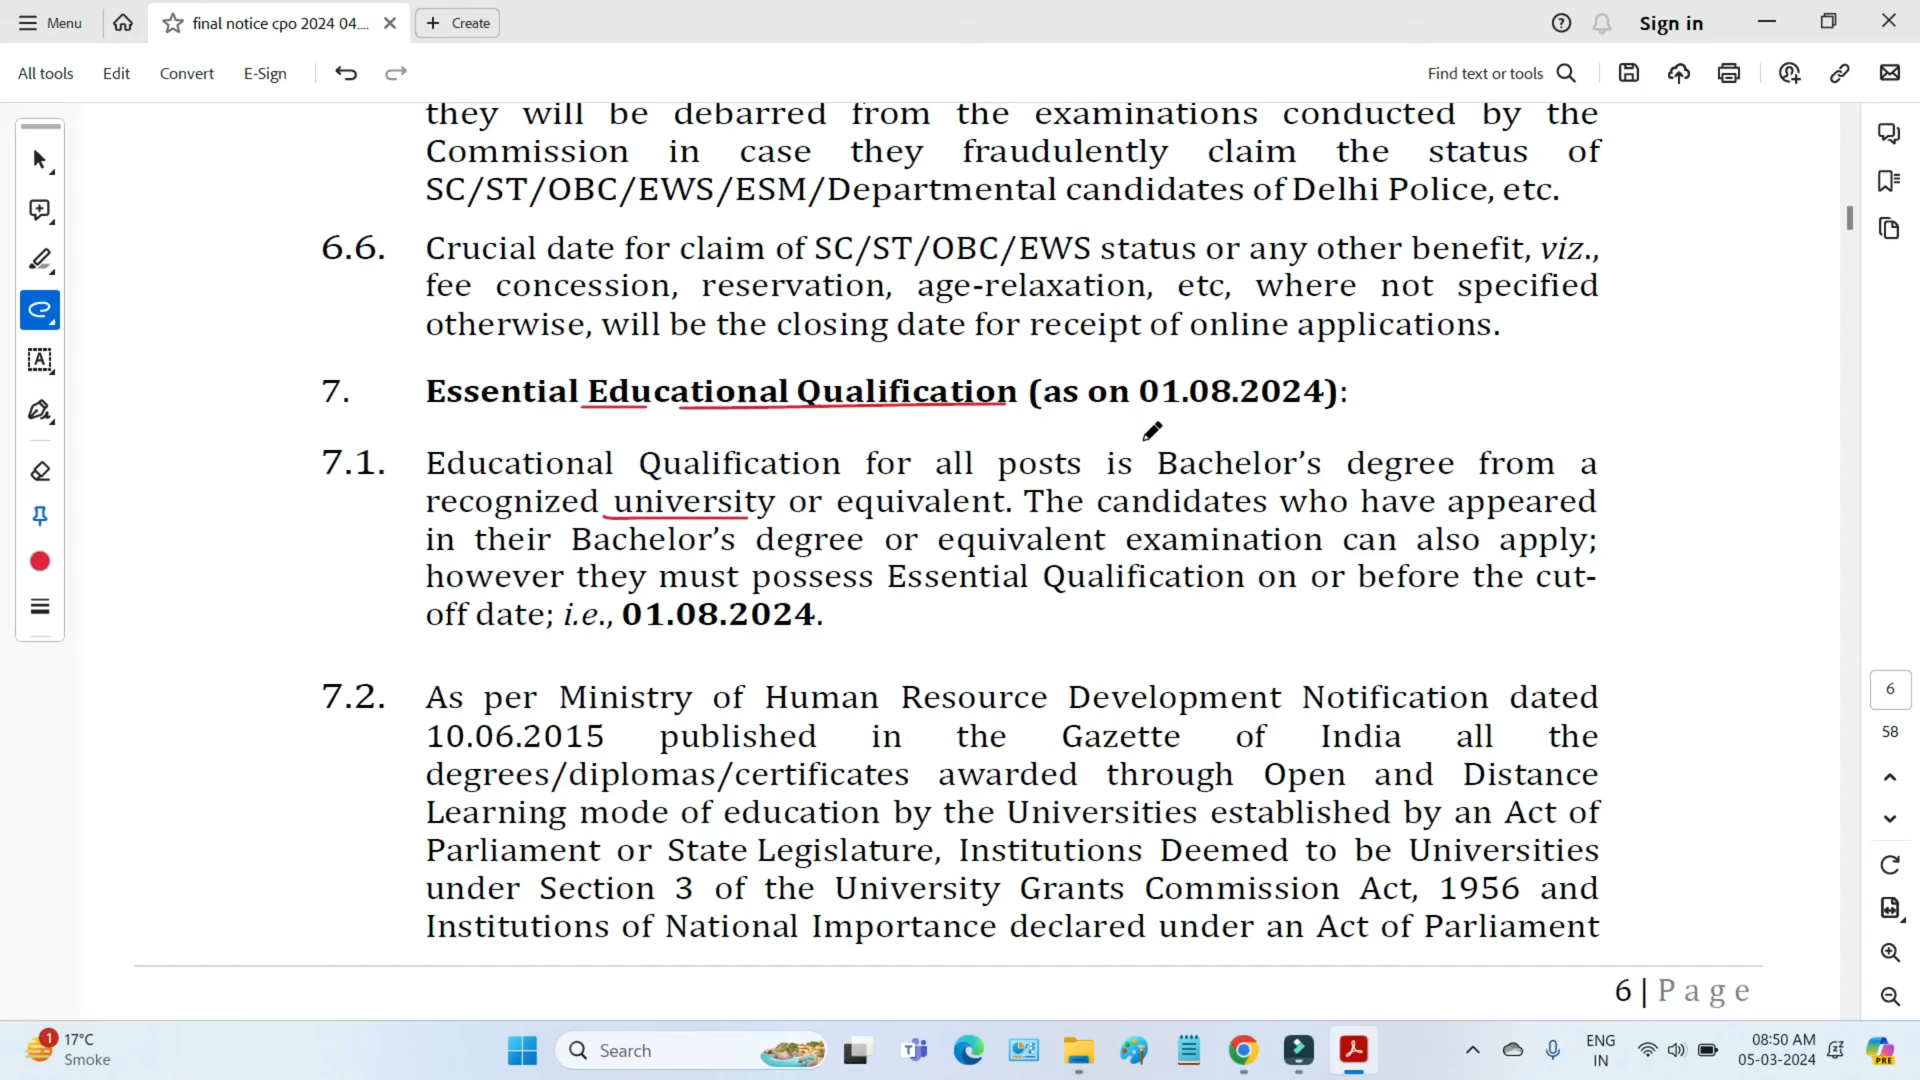 Menu
final notice cpo 2024 04....
Create
Sign in
All tools
Edit
Convert
E-Sign
Find text or tools
they will be debarred from the examinations conducted by the
Commission in case they fraudulently claim the status of
SC/ST/OBC/EWS/ESM/Departmental candidates of Delhi Police, etc.
6.6. Crucial date for claim of SC/ST/OBC/EWS status or any other benefit, viz.,
fee concession, reservation, age-relaxation, etc, where not specified
otherwise, will be the closing date for receipt of online applications.
7. Essential Educational Qualification (as on 01.08.2024):
7.1. Educational Qualification for all posts is Bachelor’s degree from a
recognized university or equivalent. The candidates who have appeared
in their Bachelor’s degree or equivalent examination can also apply;
however they must possess Essential Qualification on or before the cut-
off date; i.e., 01.08.2024.
7.2. As per Ministry of Human Resource Development Notification dated
10.06.2015 published in the Gazette of India all the
degrees/diplomas/certificates awarded through Open and Distance
Learning mode of education by the Universities established by an Act of
Parliament or State Legislature, Institutions Deemed to be Universities
under Section 3 of the University Grants Commission Act, 1956 and
Institutions of National Importance declared under an Act of Parliament
6 | Page
6
58
1
17°C
Smoke
Search
ENG
IN
08:50 AM
05-03-2024
PRE